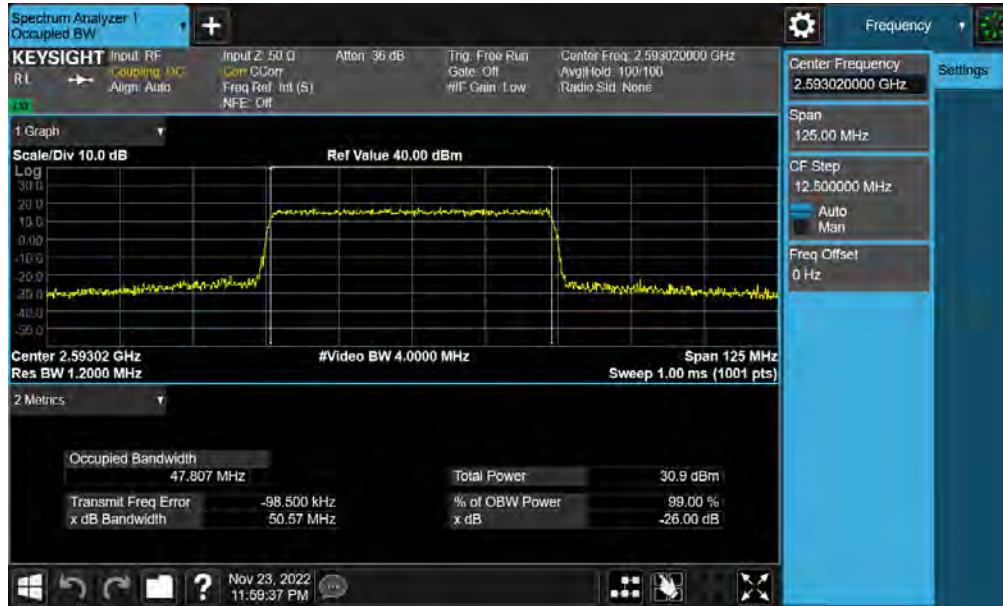 Spectrum Analyzer 1
Occupied BW
+
Frequency
KEYSIGHT Input: RF Input Z: 50 Ω Atten: 36 dB Trig: Free Run Center Freq: 2.593020000 GHz
R L Coupling: DC Corr CCorr Gate: Off Avg|Hold: 100/100
Align: Auto Freq Ref: Int (S) #IF Gain: Low Radio Std: None
NFE: Off
1 Graph
Scale/Div 10.0 dB Ref Value 40.00 dBm
Log
30.0
20.0
10.0
0.00
-10.0
-20.0
-30.0
-40.0
-50.0
Center 2.59302 GHz #Video BW 4.0000 MHz Span 125 MHz
Res BW 1.2000 MHz Sweep 1.00 ms (1001 pts)
2 Metrics
Occupied Bandwidth
47.807 MHz
Total Power 30.9 dBm
Transmit Freq Error -98.500 kHz % of OBW Power 99.00 %
x dB Bandwidth 50.57 MHz x dB -26.00 dB
?
Nov 23, 2022
11:59:37 PM
Center Frequency
2.593020000 GHz
Settings
Span
125.00 MHz
CF Step
12.500000 MHz
Auto
Man
Freq Offset
0 Hz